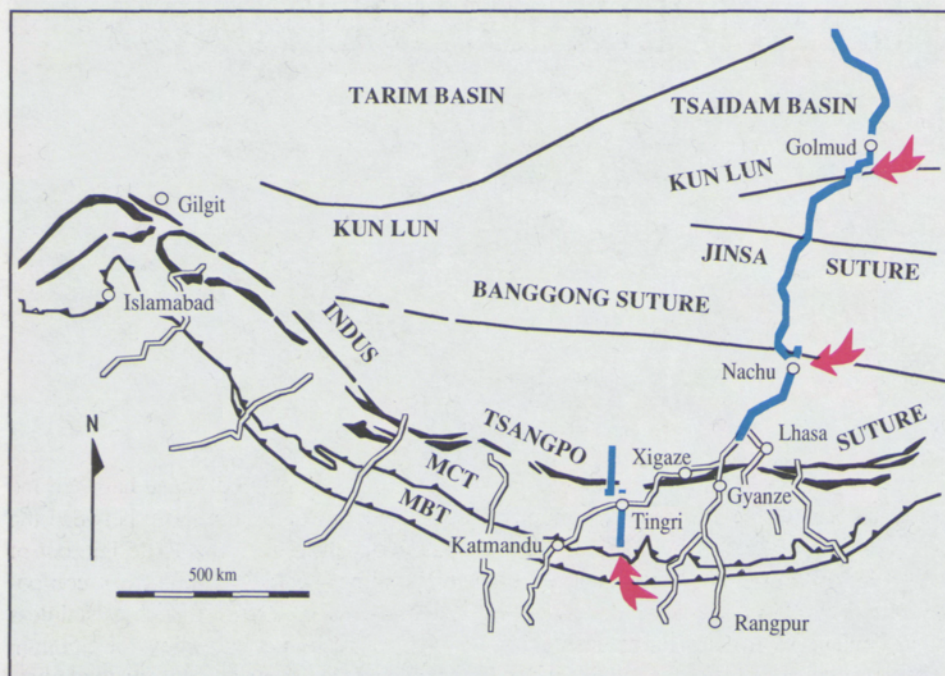 TARIM BASIN
TSAIDAM BASIN
Golmud
KUN LUN
Gilgit
KUN LUN
JINSA
SUTURE
Islamabad
BANGGONG SUTURE
INDUS
Nachu
N
TSANGPO
Lhasa
SUTURE
Xigaze
MCT
Gyanze
MBT
Tingri
Katmandu
500 km
Rangpur